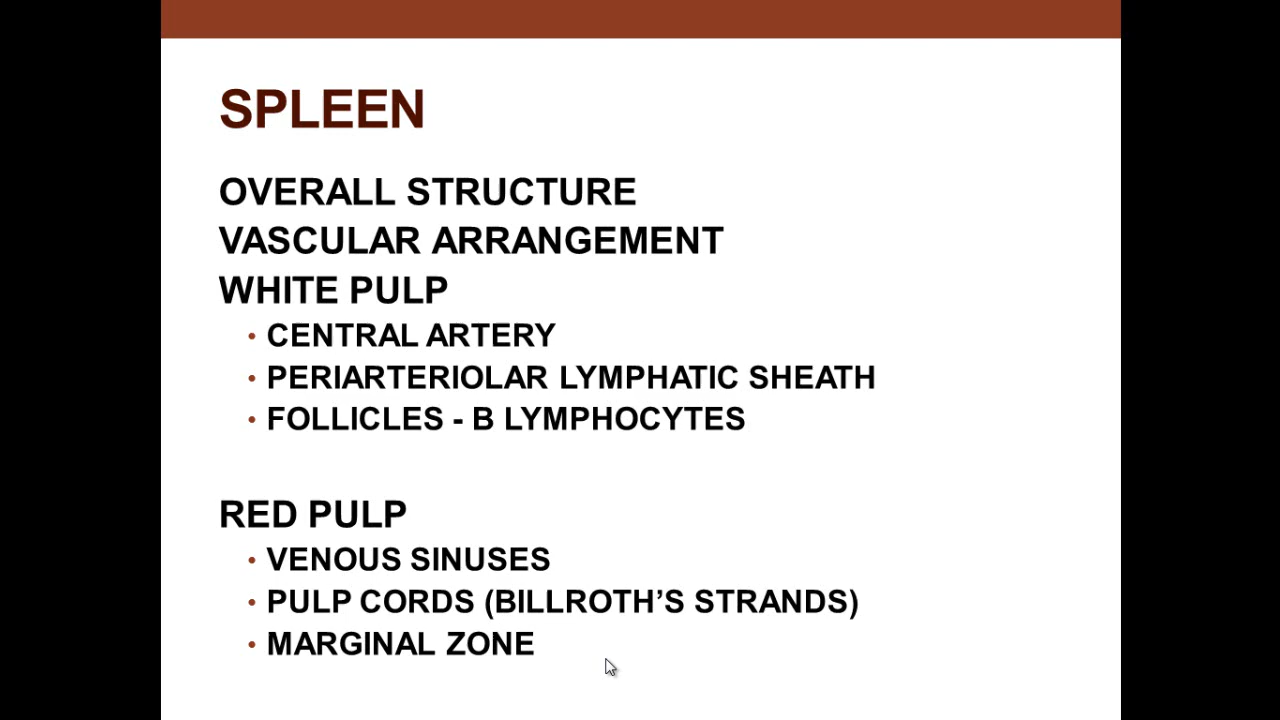 SPLEEN
OVERALL STRUCTURE
VASCULAR ARRANGEMENT
WHITE PULP
• CENTRAL ARTERY
• PERIARTERIOLAR LYMPHATIC SHEATH
• FOLLICLES - B LYMPHOCYTES
RED PULP
• VENOUS SINUSES
• PULP CORDS (BILLROTH’S STRANDS)
• MARGINAL ZONE